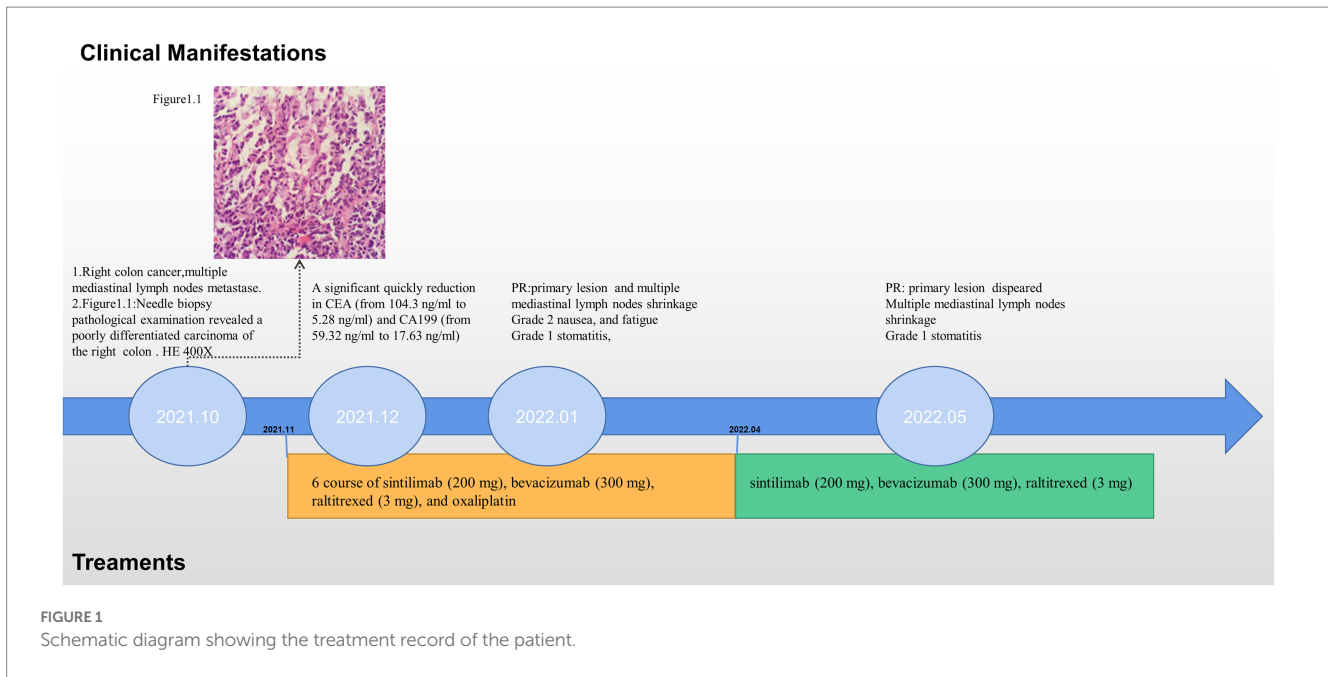 Clinical Manifestations
Figure1.1
1.Right colon cancer,multiple
mediastinal lymph nodes metastase.
2.Figure1.1:Needle biopsy
pathological examination revealed a
poorly differentiated carcinoma of
the right colon . HE 400X
A significant quickly reduction
in CEA (from 104.3 ng/ml to
5.28 ng/ml) and CA199 (from
59.32 ng/ml to 17.63 ng/ml)
PR:primary lesion and multiple
mediastinal lymph nodes shrinkage
Grade 2 nausea, and fatigue
Grade 1 stomatitis,
PR: primary lesion dispeared
Multiple mediastinal lymph nodes
shrinkage
Grade 1 stomatitis
2021.10
2021.11
2021.12
2022.01
2022.04
2022.05
6 course of sintilimab (200 mg), bevacizumab (300 mg),
raltitrexed (3 mg), and oxaliplatin
sintilimab (200 mg), bevacizumab (300 mg), raltitrexed (3 mg)
Treaments
FIGURE 1
Schematic diagram showing the treatment record of the patient.